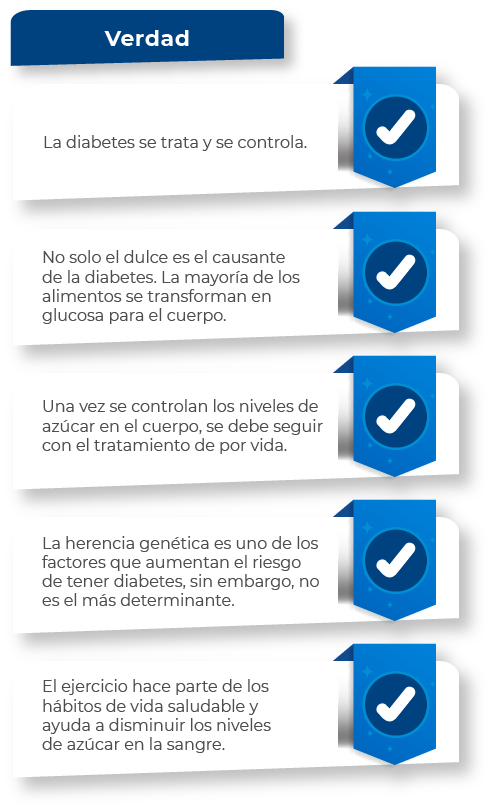 Verdad
La diabetes se trata y se controla.
No solo el dulce es el causante
de la diabetes. La mayoría de los
alimentos se transforman en
glucosa para el cuerpo.
Una vez se controlan los niveles de
azúcar en el cuerpo, se debe seguir
con el tratamiento de por vida.
La herencia genética es uno de los
factores que aumentan el riesgo
de tener diabetes, sin embargo, no
es el más determinante.
El ejercicio hace parte de los
hábitos de vida saludable y
ayuda a disminuir los niveles
de azúcar en la sangre.